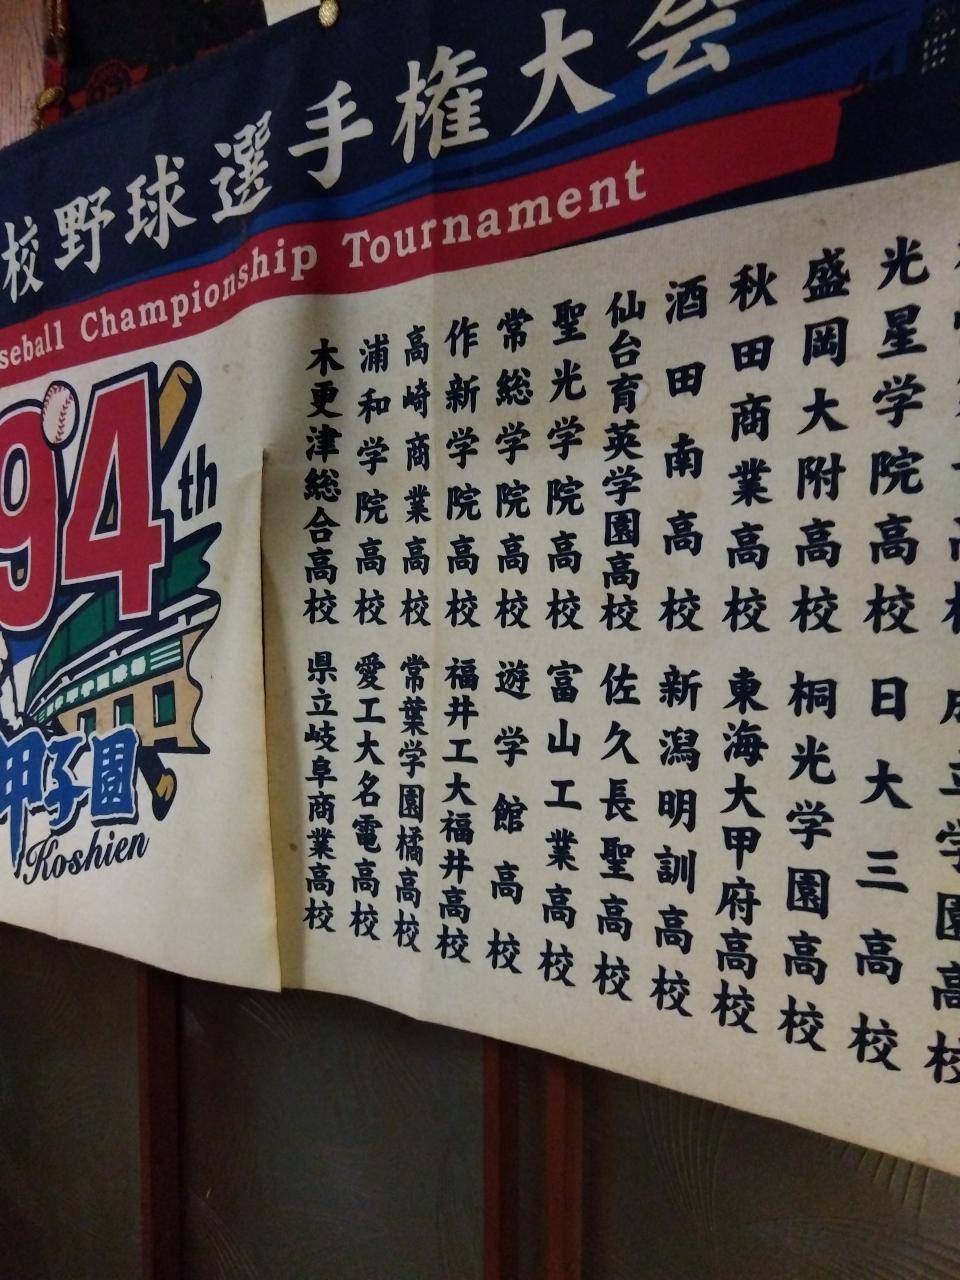 校野球選手権大会
seball Championship Tournament
94th
甲子園
Koshien
光星学院高校
盛岡大附高校
秋田商業高校
酒田南高校
仙台育英学園高校
聖光学院高校
常総学院高校
作新学院高校
高崎商業高校
浦和学院高校
木更津総合高校
成立学園高校
日大三高校
桐光学園高校
東海大甲府高校
新潟明訓高校
佐久長聖高校
富山工業高校
遊学館高校
福井工大福井高校
常葉学園橘高校
愛工大名電高校
県立岐阜商業高校